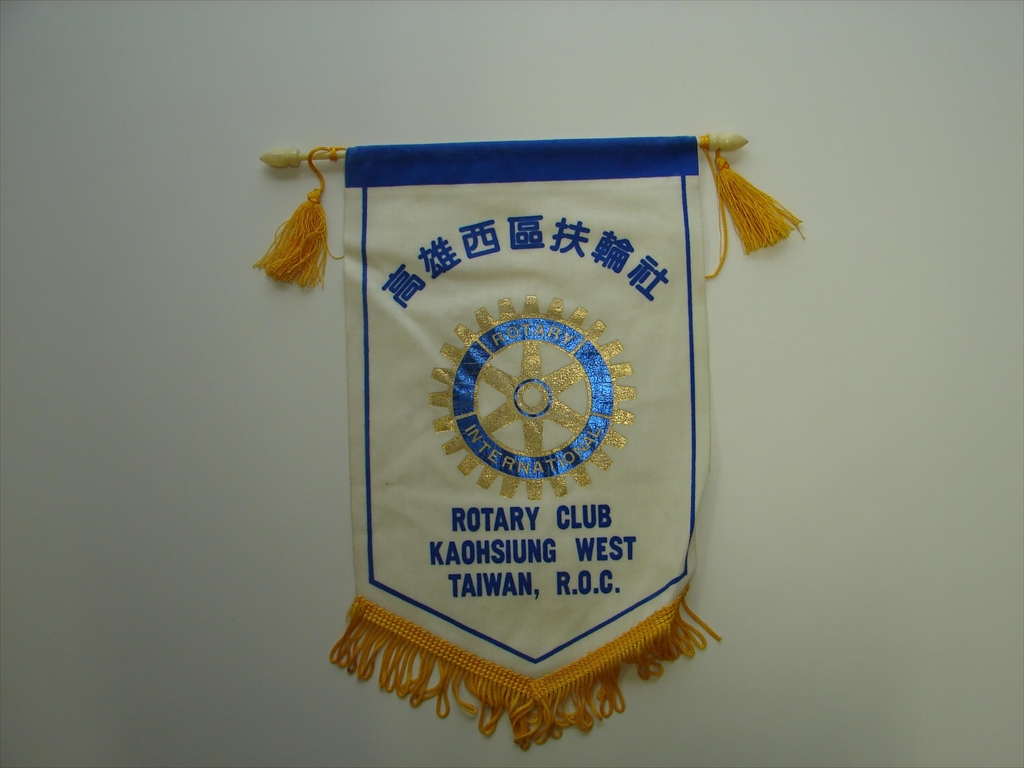 高雄西區扶輪社
ROTARY
INTERNATIONAL
ROTARY CLUB
KAOHSIUNG WEST
TAIWAN, R.O.C.